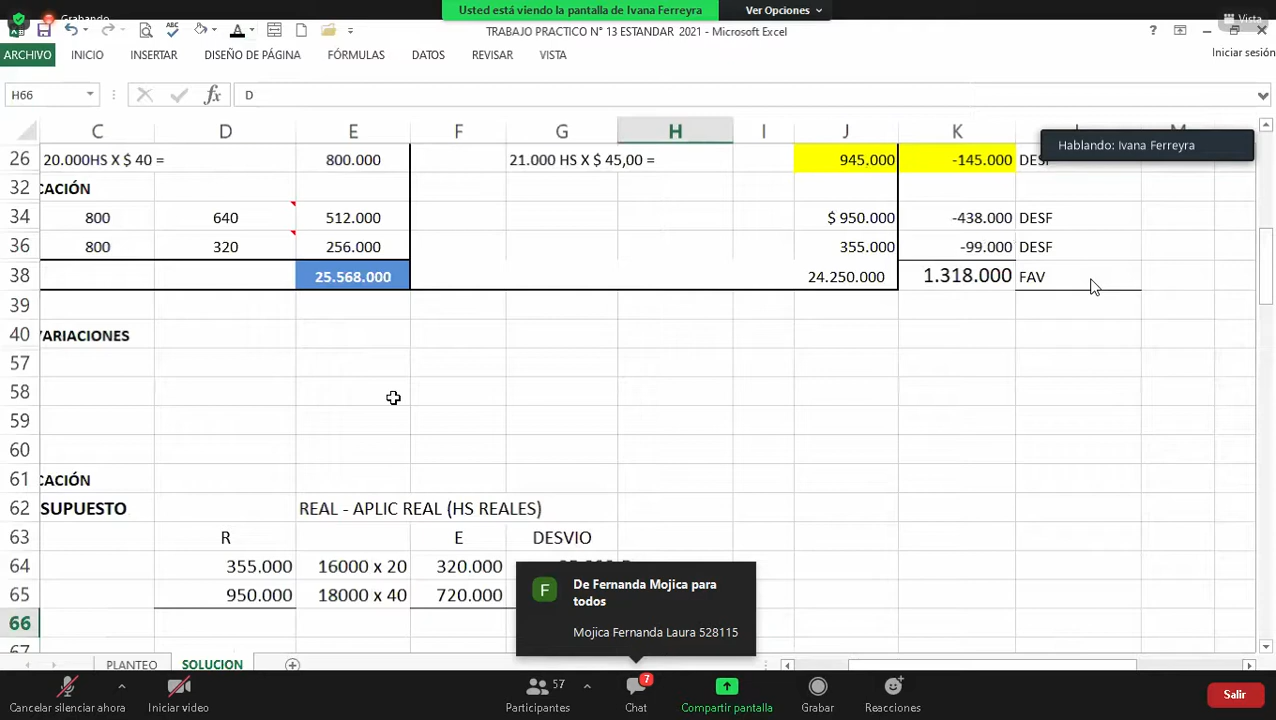 Grabando
Usted está viendo la pantalla de Ivana Ferreyra
Ver Opciones
Vista
TRABAJO PRACTICO N° 13 ESTANDAR 2021 - Microsoft Excel
ARCHIVO INICIO INSERTAR DISEÑO DE PÁGINA FÓRMULAS DATOS REVISAR VISTA
Iniciar sesión
H66 fx D
C D E F G H I J K
Hablando: Ivana Ferreyra
26 20.000HS X $ 40 = 800.000 21.000 HS X $ 45,00 = 945.000 -145.000
32 CACIÓN
34 800 640 512.000 $ 950.000 -438.000 DESF
36 800 320 256.000 355.000 -99.000 DESF
38 25.568.000 24.250.000 1.318.000 FAV
39
40 VARIACIONES
57
58
59
60
61 CACIÓN
62 SUPUESTO REAL - APLIC REAL (HS REALES)
63 R E DESVIO
64 355.000 16000 x 20 320.000
65 950.000 18000 x 40 720.000
66
De Fernanda Mojica para
todos
Mojica Fernanda Laura 528115
PLANTEO SOLUCION
57
7
Cancelar silenciar ahora Iniciar video Participantes Chat Compartir pantalla Grabar Reacciones Salir